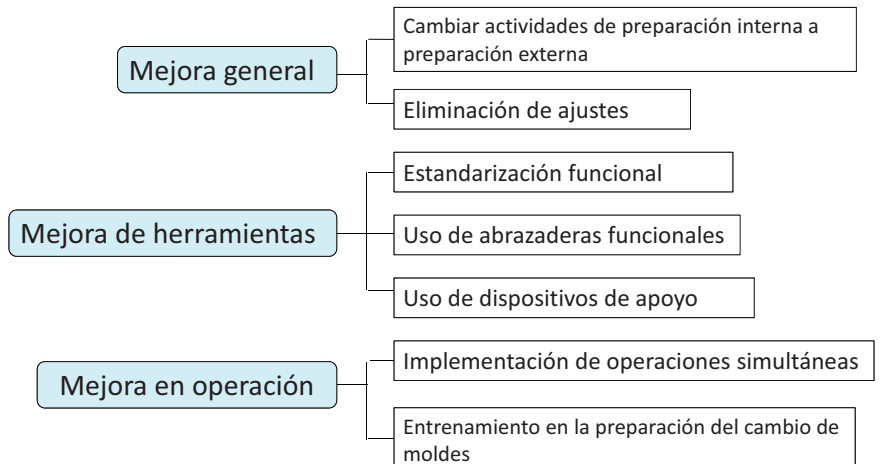 Mejora general
Cambiar actividades de preparación interna a
preparación externa
Eliminación de ajustes
Mejora de herramientas
Estandarización funcional
Uso de abrazaderas funcionales
Uso de dispositivos de apoyo
Mejora en operación
Implementación de operaciones simultáneas
Entrenamiento en la preparación del cambio de
moldes